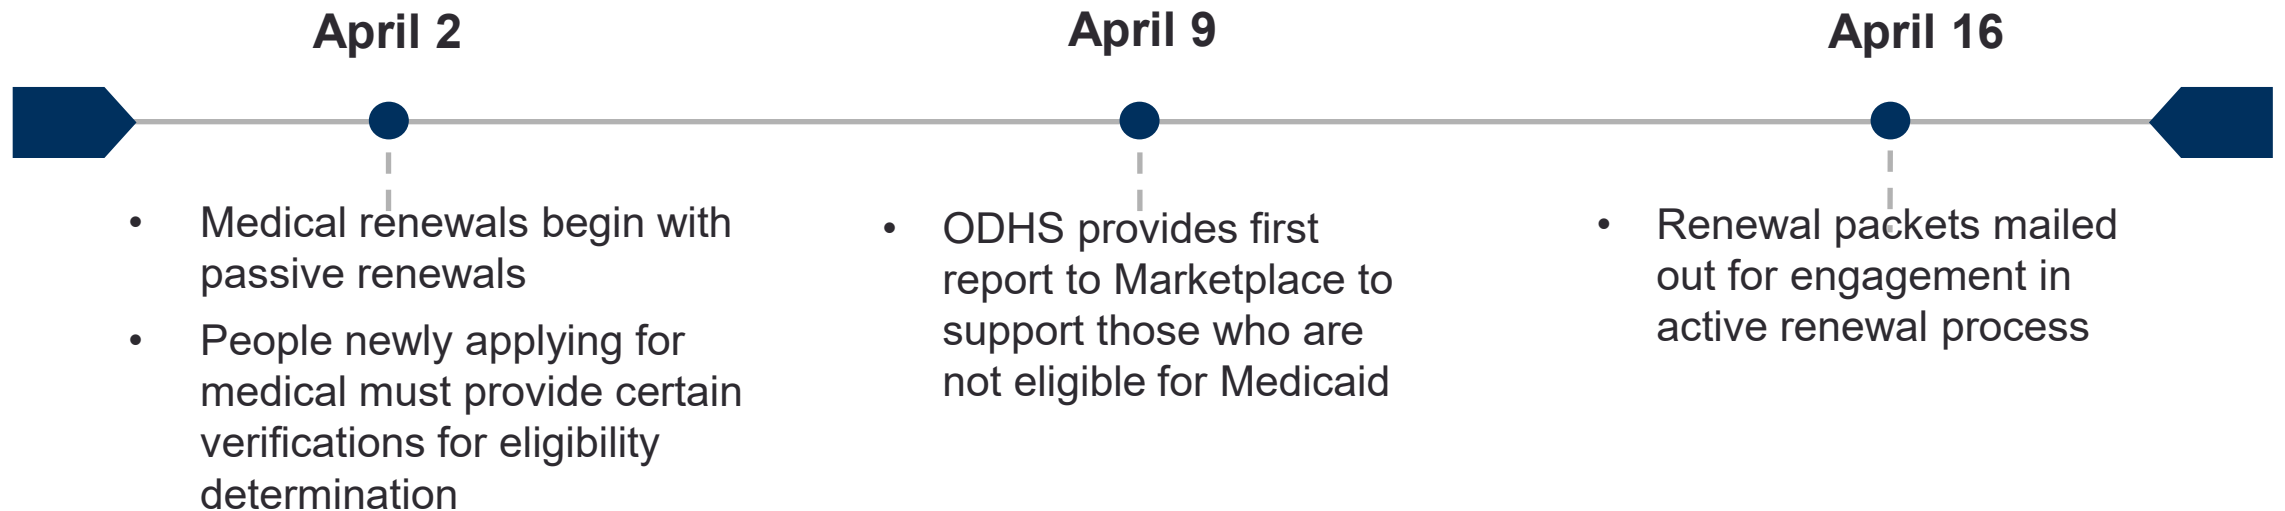 April 2
• Medical renewals begin with
passive renewals
• People newly applying for
medical must provide certain
verifications for eligibility
determination
April 9
• ODHS provides first
report to Marketplace to
support those who are
not eligible for Medicaid
April 16
• Renewal packets mailed
out for engagement in
active renewal process